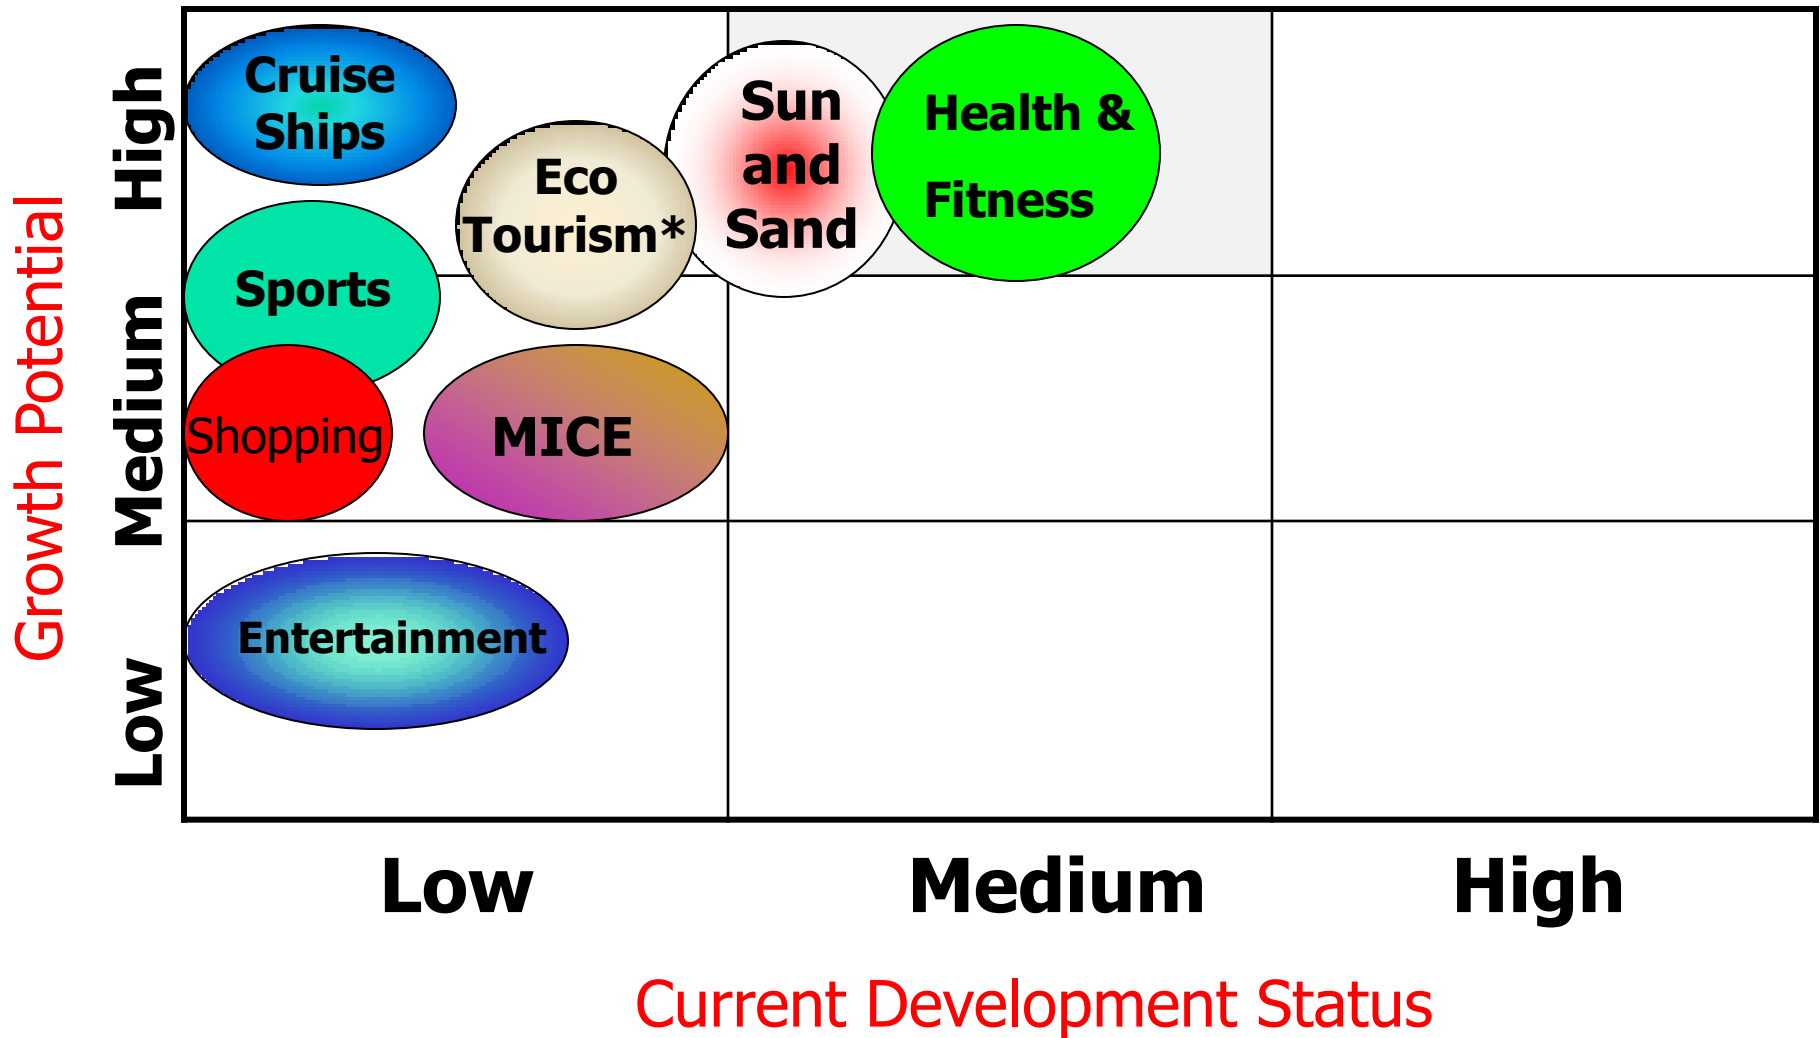 Growth Potential
High
Medium
Low
Cruise
Ships
Eco
Tourism*
Sun
and
Sand
Health &
Fitness
Sports
Shopping
MICE
Entertainment
Low
Medium
High
Current Development Status